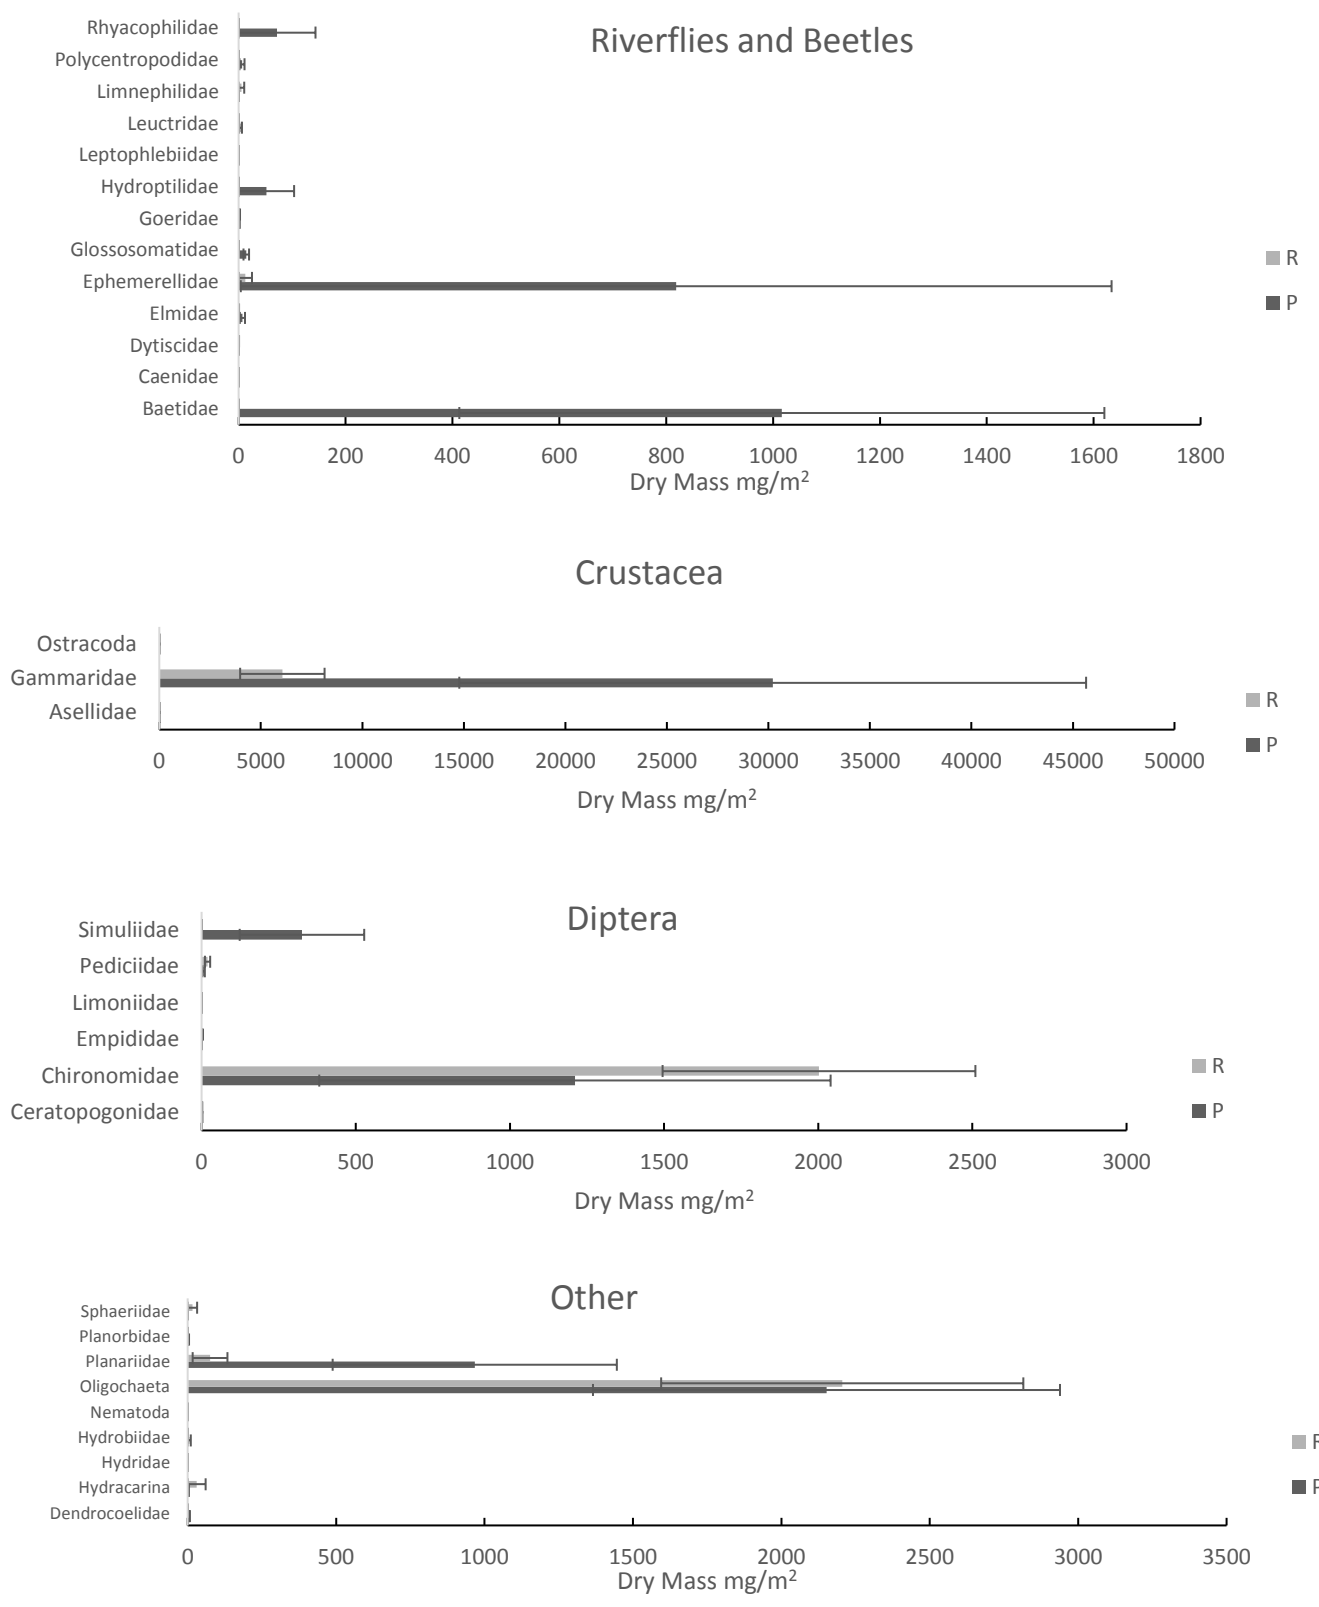 Riverflies and Beetles
Rhyacophilidae
Polycentropodidae
Limnephilidae
Leuctridae
Leptophlebiidae
Hydroptilidae
Goeridae
Glossosomatidae
Ephemerellidae
Elmidae
Dytiscidae
Caenidae
Baetidae
R
P
0 200 400 600 800 1000 1200 1400 1600 1800
Dry Mass mg/m²
Crustacea
Ostracoda
Gammaridae
Asellidae
R
P
0 5000 10000 15000 20000 25000 30000 35000 40000 45000 50000
Dry Mass mg/m²
Diptera
Simuliidae
Pediciidae
Limoniidae
Empididae
Chironomidae
Ceratopogonidae
R
P
0 500 1000 1500 2000 2500 3000
Dry Mass mg/m²
Other
Sphaeriidae
Planorbidae
Planariidae
Oligochaeta
Nematoda
Hydrobiidae
Hydridae
Hydracarina
Dendrocoelidae
R
P
0 500 1000 1500 2000 2500 3000 3500
Dry Mass mg/m²